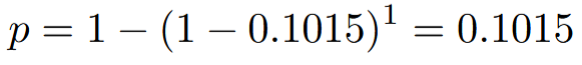 p = 1 − (1 − 0.1015)¹ = 0.1015